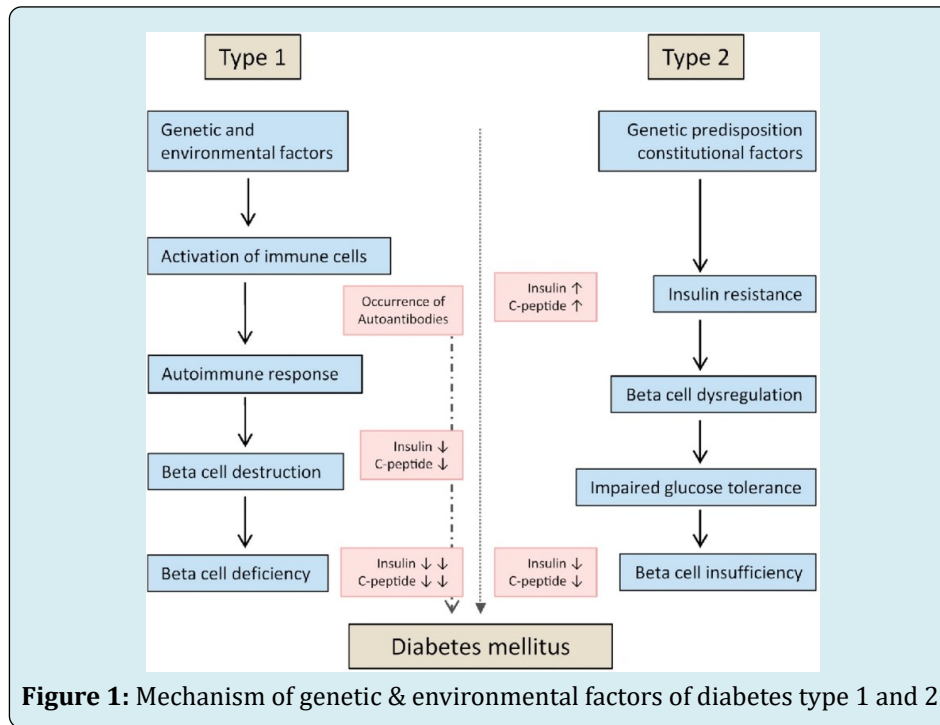 Type 1
Type 2
Genetic and
environmental factors
Genetic predisposition
constitutional factors
Activation of immune cells
Occurrence of
Autoantibodies
Insulin ↑
C-peptide ↑
Insulin resistance
Autoimmune response
Beta cell dysregulation
Insulin ↓
C-peptide ↓
Beta cell destruction
Impaired glucose tolerance
Beta cell deficiency
Insulin ↓ ↓
C-peptide ↓ ↓
Insulin ↓
C-peptide ↓
Beta cell insufficiency
Diabetes mellitus
Figure 1: Mechanism of genetic & environmental factors of diabetes type 1 and 2